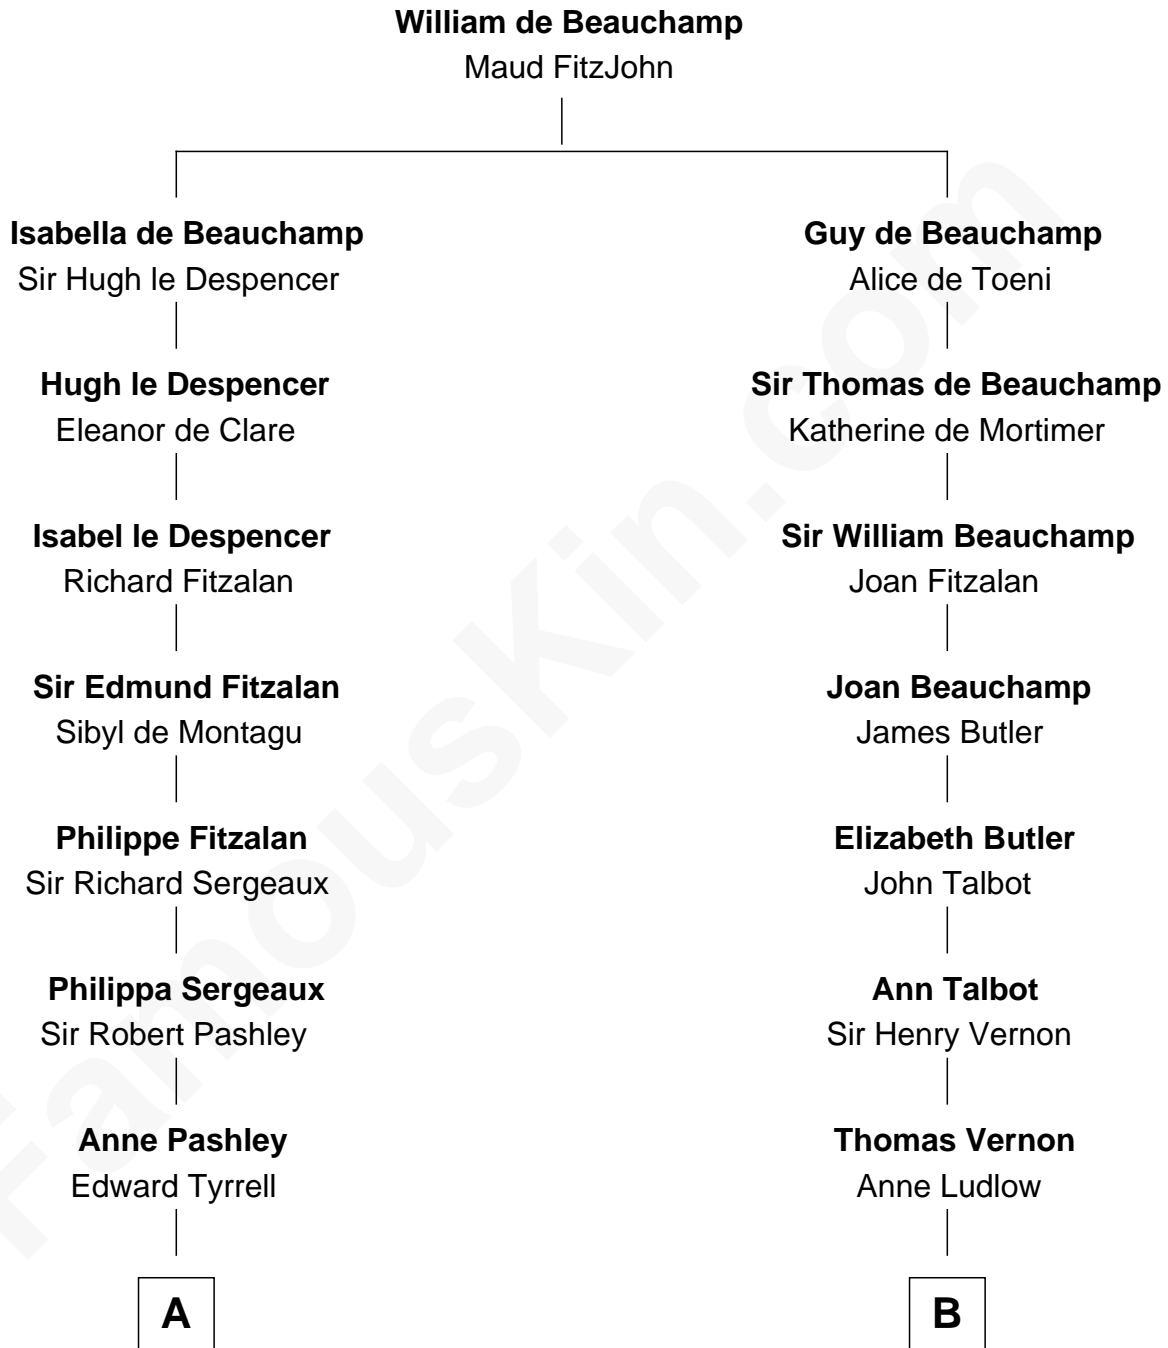 William de Beauchamp
Maud FitzJohn
Isabella de Beauchamp
Sir Hugh le Despencer
Hugh le Despencer
Eleanor de Clare
Isabel le Despencer
Richard Fitzalan
Sir Edmund Fitzalan
Sibyl de Montagu
Philippe Fitzalan
Sir Richard Sergeaux
Philippa Sergeaux
Sir Robert Pashley
Anne Pashley
Edward Tyrrell
A
Guy de Beauchamp
Alice de Toeni
Sir Thomas de Beauchamp
Katherine de Mortimer
Sir William Beauchamp
Joan Fitzalan
Joan Beauchamp
James Butler
Elizabeth Butler
John Talbot
Ann Talbot
Sir Henry Vernon
Thomas Vernon
Anne Ludlow
B
FamousKin.com